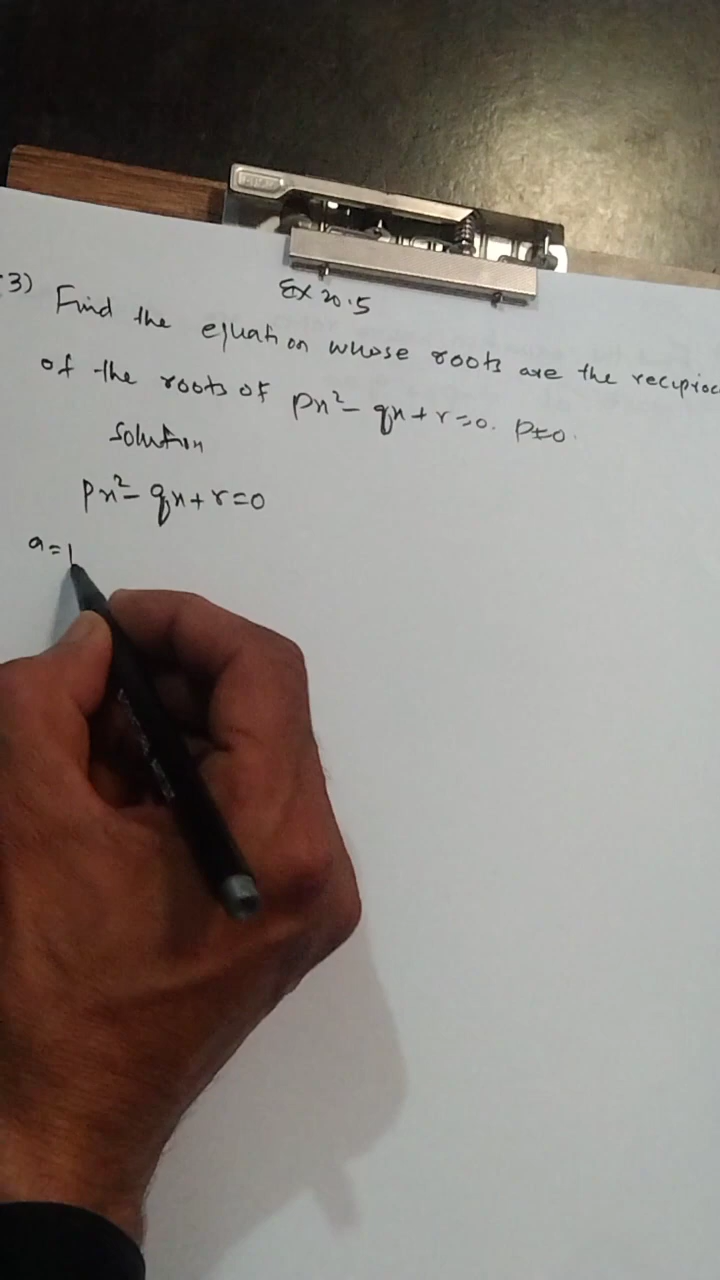 Ex 20.5
3) Find the equation whose roots are the reciproc
of the roots of px²- qx+r=0. P≠0.
Solution
px²- qx+r=0
a=